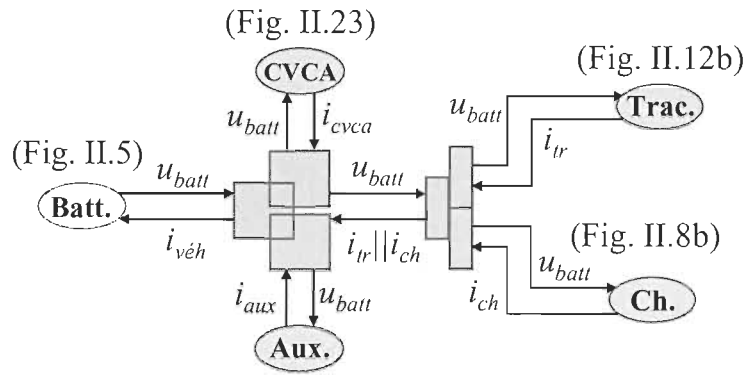 (Fig. II.23)
CVCA
(Fig. II.12b)
u_batt
i_cvca
u_batt
Trac.
i_tr
(Fig. II.5)
u_batt
u_batt
Batt.
i_véh
i_tr||i_ch
(Fig. II.8b)
u_batt
i_aux
u_batt
i_ch
Ch.
Aux.